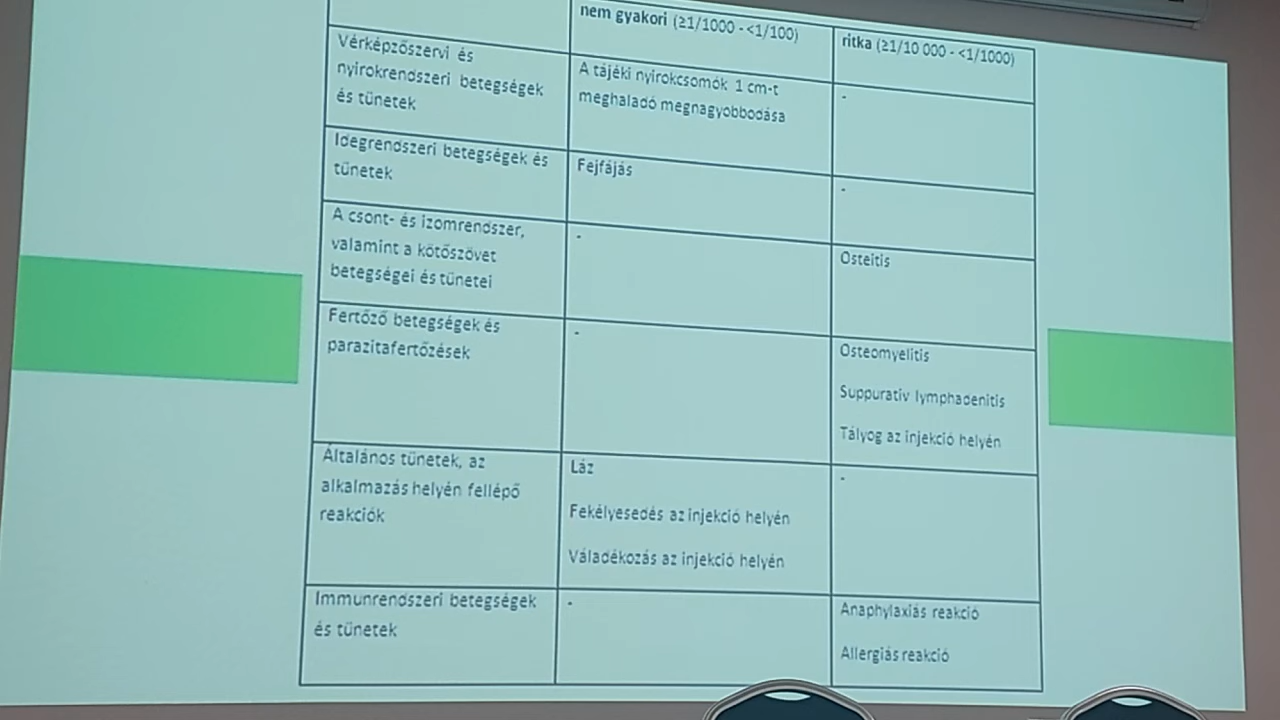 nem gyakori (≥1/1000 - <1/100)
ritka (≥1/10 000 - <1/1000)
Vérképzőszervi és
nyirokrendszeri betegségek
és tünetek
A tájéki nyirokcsomók 1 cm-t
meghaladó megnagyobbodása
-
Idegrendszeri betegségek és
tünetek
Fejfájás
-
A csont- és izomrendszer,
valamint a kötőszövet
betegségei és tünetei
-
Osteitis
Fertőző betegségek és
parazitafertőzések
-
Osteomyelitis
Suppurativ lymphadenitis
Tályog az injekció helyén
Általános tünetek, az
alkalmazás helyén fellépő
reakciók
Láz
Fekélyesedés az injekció helyén
Váladékozás az injekció helyén
-
Immunrendszeri betegségek
és tünetek
-
Anaphylaxiás reakció
Allergiás reakció